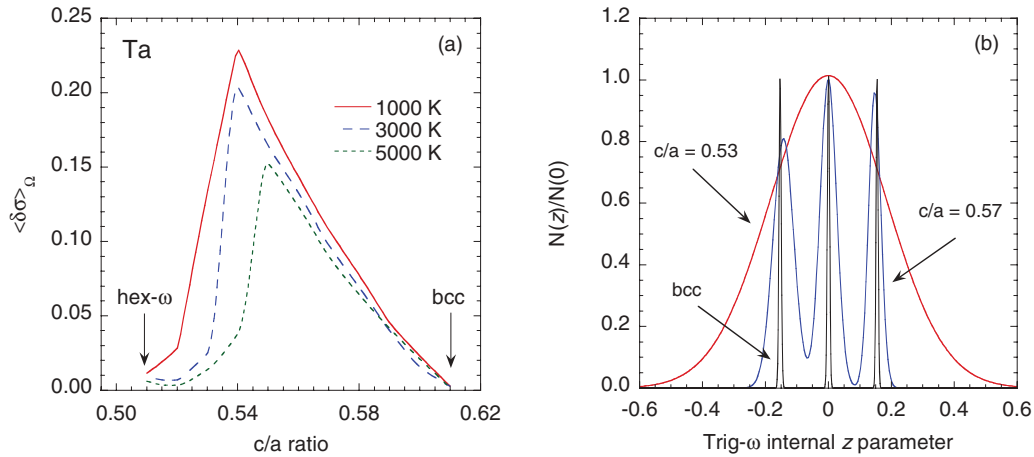 Ta
(a)
1000 K
3000 K
5000 K
hex-ω
bcc
0.25
0.20
0.15
0.10
0.05
0.00
<δσ>Ω
0.50
0.54
0.58
0.62
c/a ratio
(b)
c/a = 0.53
c/a = 0.57
bcc
1.2
1.0
0.8
0.6
0.4
0.2
0.0
N(z)/N(0)
-0.6
-0.4
-0.2
0
0.2
0.4
0.6
Trig-ω internal z parameter